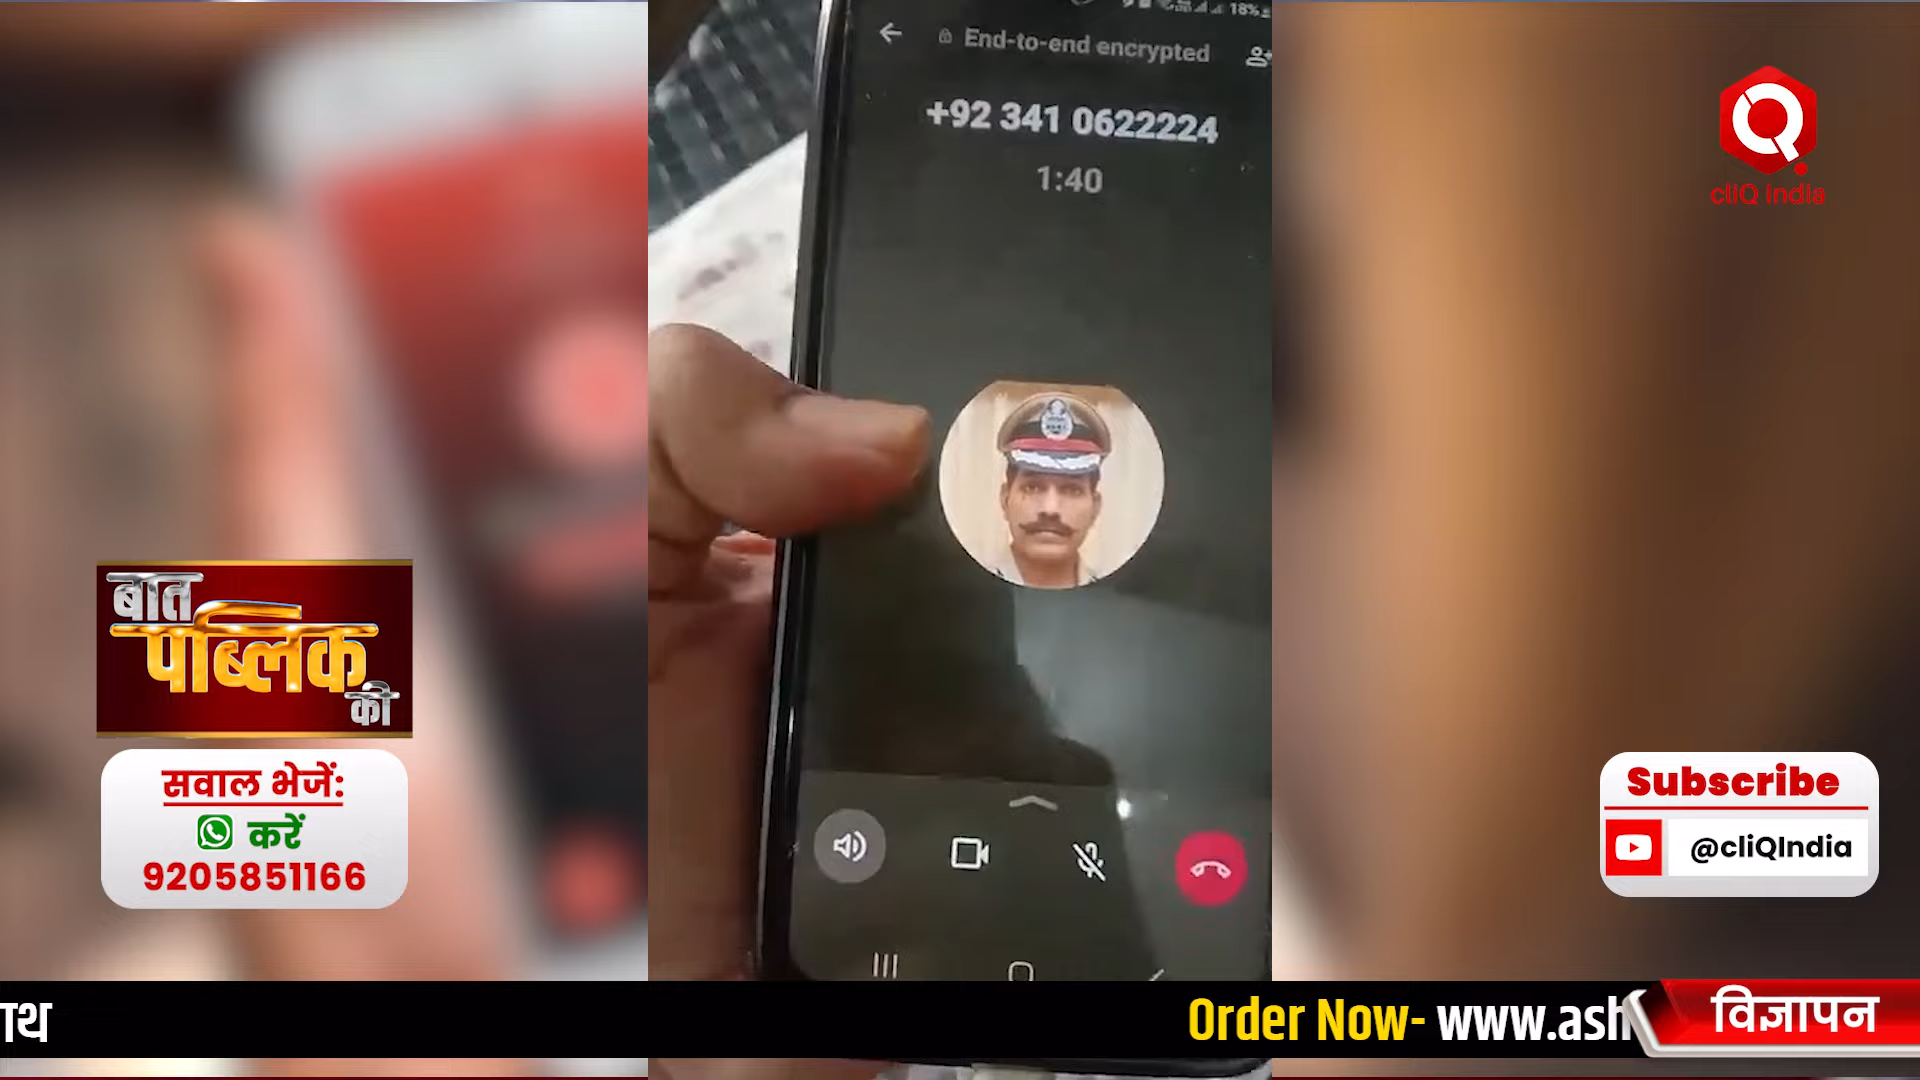 18%
End-to-end encrypted
+92 341 0622224
1:40
cliQ India
बात
पब्लिक
की
सवाल भेजें:
करें
9205851166
Subscribe
@cliQIndia
ाथ
Order Now- www.ash
विज्ञापन